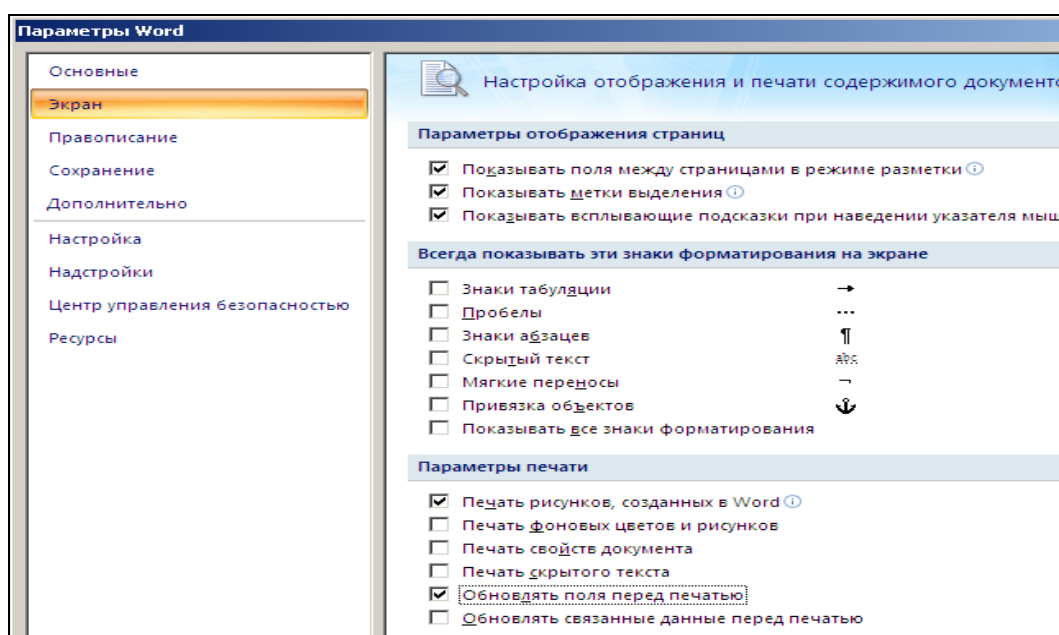 Параметры Word
Основные
Экран
Правописание
Сохранение
Дополнительно
Настройка
Надстройки
Центр управления безопасностью
Ресурсы
Настройка отображения и печати содержимого документо
Параметры отображения страниц
Показывать поля между страницами в режиме разметки
Показывать метки выделения
Показывать всплывающие подсказки при наведении указателя мыш
Всегда показывать эти знаки форматирования на экране
Знаки табуляции →
Пробелы ···
Знаки абзацев ¶
Скрытый текст abc
Мягкие переносы ¬
Привязка объектов
Показывать все знаки форматирования
Параметры печати
Печать рисунков, созданных в Word
Печать фоновых цветов и рисунков
Печать свойств документа
Печать скрытого текста
Обновлять поля перед печатью
Обновлять связанные данные перед печатью